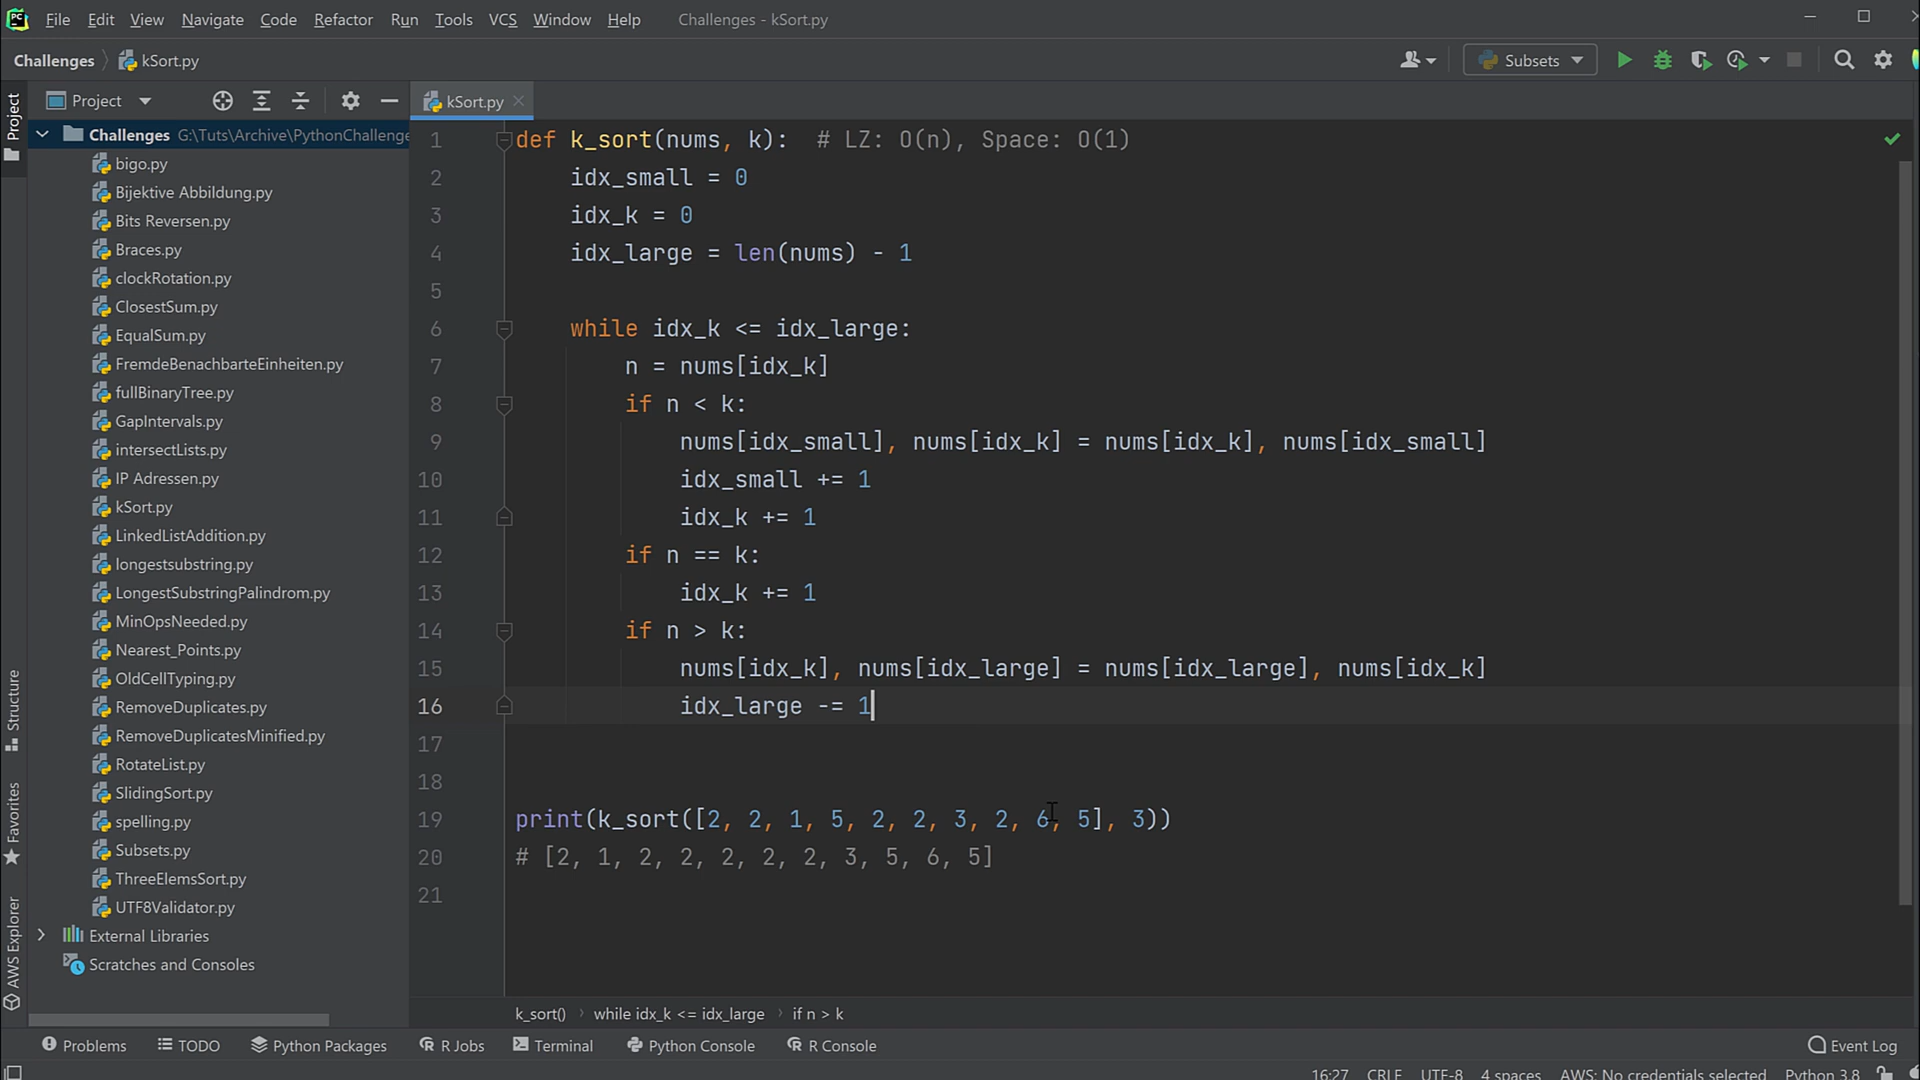 PC File Edit View Navigate Code Refactor Run Tools VCS Window Help Challenges - kSort.py
Challenges kSort.py Subsets
Project kSort.py
Challenges G:\Tuts\Archive\PythonChallenge
bigo.py
Bijektive Abbildung.py
Bits Reversen.py
Braces.py
clockRotation.py
ClosestSum.py
EqualSum.py
FremdeBenachbarteEinheiten.py
fullBinaryTree.py
GapIntervals.py
intersectLists.py
IP Adressen.py
kSort.py
LinkedListAddition.py
longestsubstring.py
LongestSubstringPalindrom.py
MinOpsNeeded.py
Nearest_Points.py
OldCellTyping.py
RemoveDuplicates.py
RemoveDuplicatesMinified.py
RotateList.py
SlidingSort.py
spelling.py
Subsets.py
ThreeElemsSort.py
UTF8Validator.py
External Libraries
Scratches and Consoles
Project
Structure
Favorites
AWS Explorer
1 def k_sort(nums, k):  # LZ: O(n), Space: O(1)
2     idx_small = 0
3     idx_k = 0
4     idx_large = len(nums) - 1
5
6     while idx_k <= idx_large:
7         n = nums[idx_k]
8         if n < k:
9             nums[idx_small], nums[idx_k] = nums[idx_k], nums[idx_small]
10             idx_small += 1
11             idx_k += 1
12         if n == k:
13             idx_k += 1
14         if n > k:
15             nums[idx_k], nums[idx_large] = nums[idx_large], nums[idx_k]
16             idx_large -= 1
17
18
19 print(k_sort([2, 2, 1, 5, 2, 2, 3, 2, 6, 5], 3))
20 # [2, 1, 2, 2, 2, 2, 2, 3, 5, 6, 5]
21
k_sort() while idx_k <= idx_large if n > k
Problems TODO Python Packages R Jobs Terminal Python Console R Console Event Log
16:27 CRLF UTF-8 4 spaces AWS: No credentials selected Python 3.8